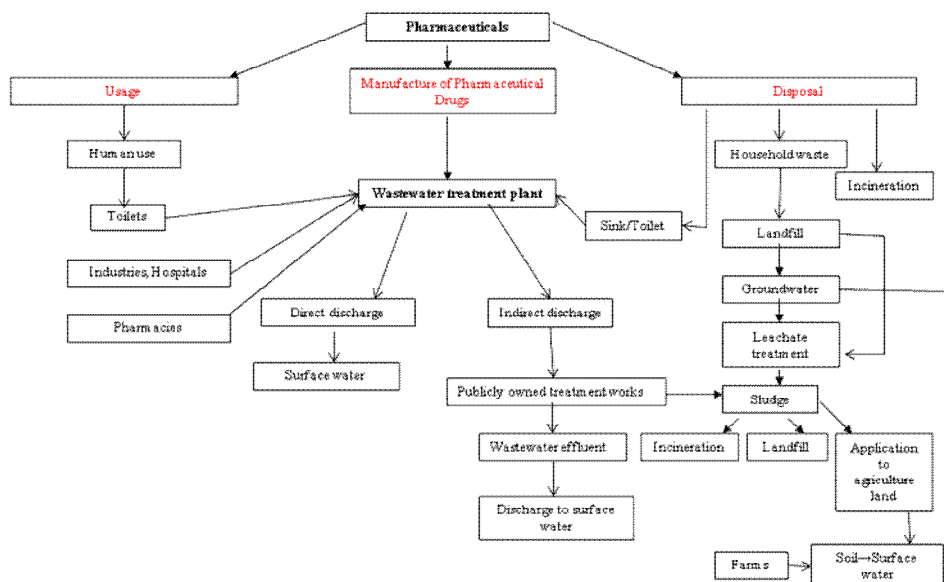 Pharmaceuticals
Usage
Manufacture of Pharmaceutical
Drugs
Disposal
Human use
Household waste
Incineration
Toilets
Wastewater treatment plant
Sink/Toilet
Landfill
Industries, Hospitals
Groundwater
Direct discharge
Indirect discharge
Pharmacies
Leachate
treatment
Surface water
Publicly owned treatment works
Sludge
Wastewater effluent
Incineration
Landfill
Application
to
agriculture
land
Discharge to surface
water
Farms
Soil→Surface
water